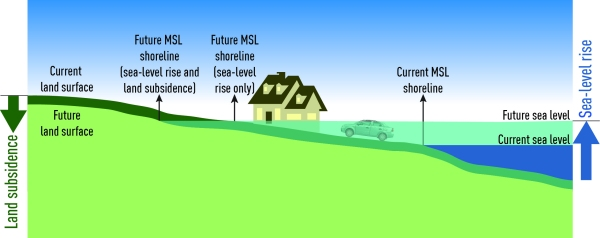 Future MSL
shoreline
(sea-level rise and
land subsidence)
Future MSL
shoreline
(sea-level
rise only)
Current MSL
shoreline
Current
land surface
Future
land surface
Future sea level
Current sea level
Land subsidence
Sea-level rise